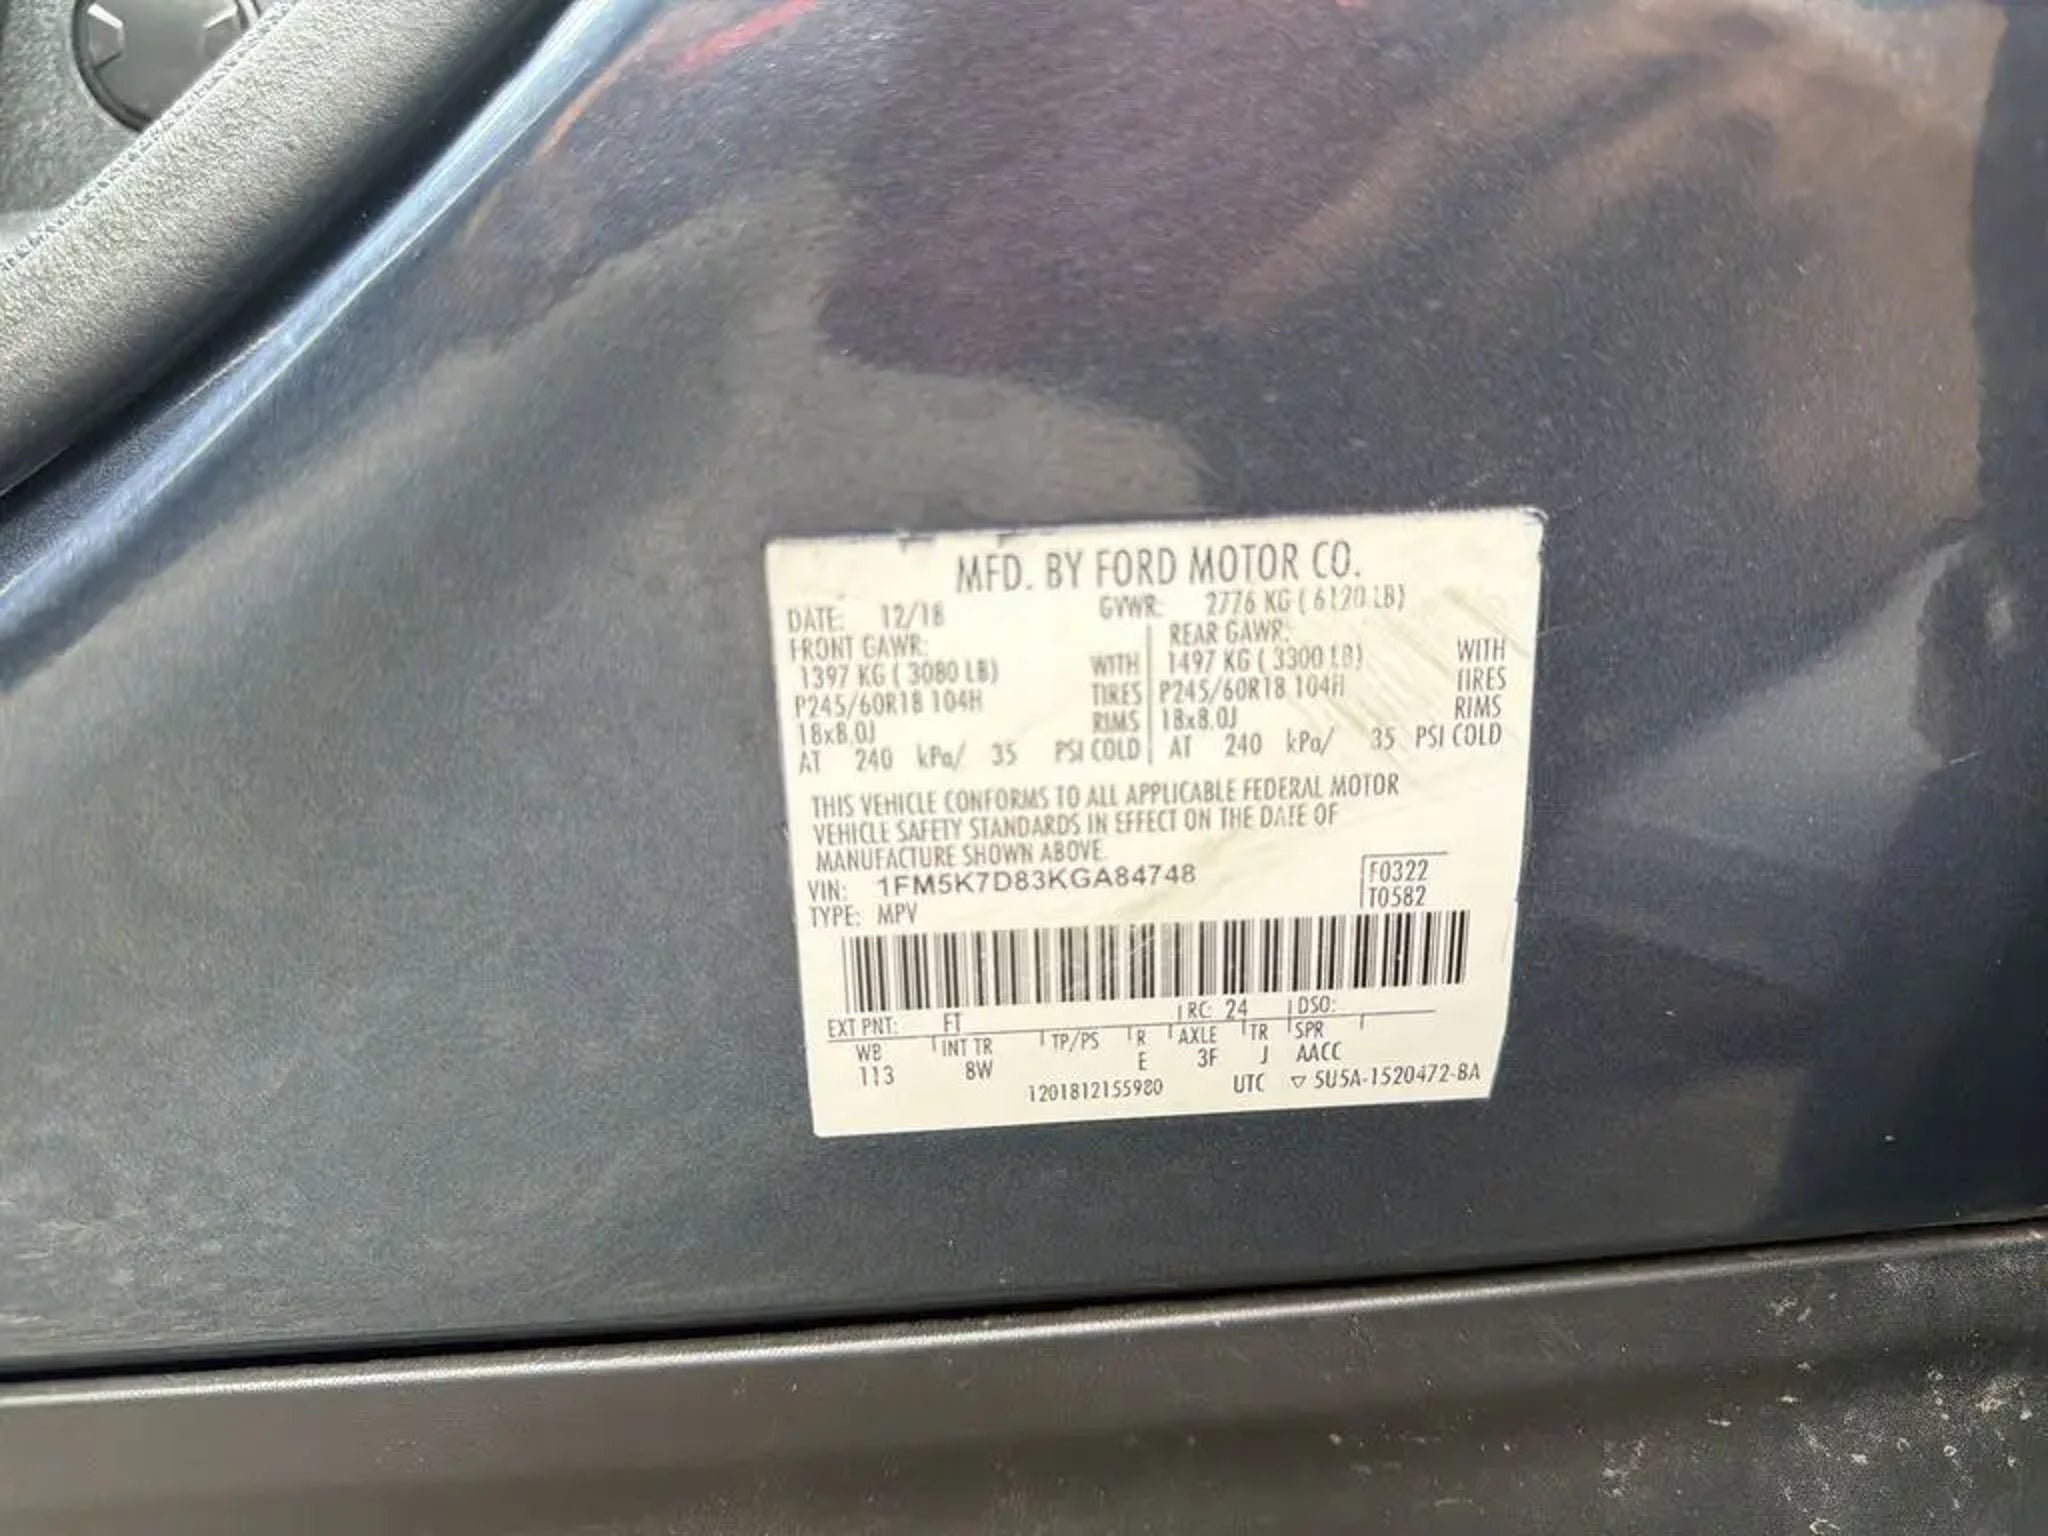 MFD. BY FORD MOTOR CO.
DATE: 12/18 GVWR: 2776 KG ( 6120 LB)
FRONT GAWR: REAR GAWR:
1397 KG ( 3080 LB) WITH 1497 KG ( 3300 LB) WITH
P245/60R18 104H TIRES P245/60R18 104H TIRES
18x8.0J RIMS 18x8.0J RIMS
AT 240 kPa/ 35 PSI COLD AT 240 kPa/ 35 PSI COLD
THIS VEHICLE CONFORMS TO ALL APPLICABLE FEDERAL MOTOR
VEHICLE SAFETY STANDARDS IN EFFECT ON THE DATE OF
MANUFACTURE SHOWN ABOVE.
VIN: 1FM5K7D83KGA84748 F0322
TYPE: MPV T0582
EXT PNT: FT RC: 24 DSO:
WB INT TR TP/PS R AXLE TR SPR
113 8W E 3F J AACC
1201812155980 UTC ▽ 5U5A-1520472-BA